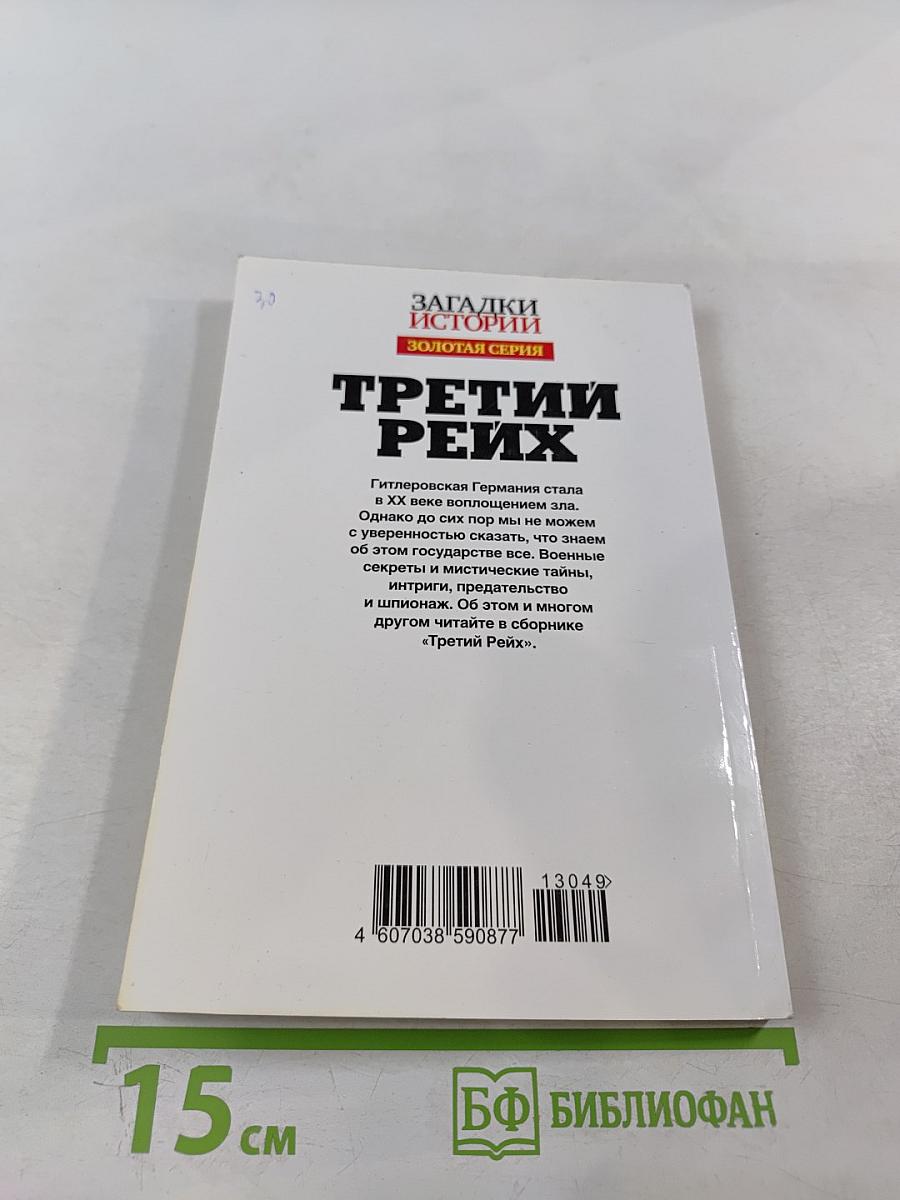 3,0
ЗАГАДКИ
ИСТОРИИ
ЗОЛОТАЯ СЕРИЯ
ТРЕТИЙ
РЕЙХ
Гитлеровская Германия стала
в XX веке воплощением зла.
Однако до сих пор мы не можем
с уверенностью сказать, что знаем
об этом государстве все. Военные
секреты и мистические тайны,
интриги, предательство
и шпионаж. Об этом и многом
другом читайте в сборнике
«Третий Рейх».
13049>
4 607038 590877
15 см
БФ БИБЛИОФАН